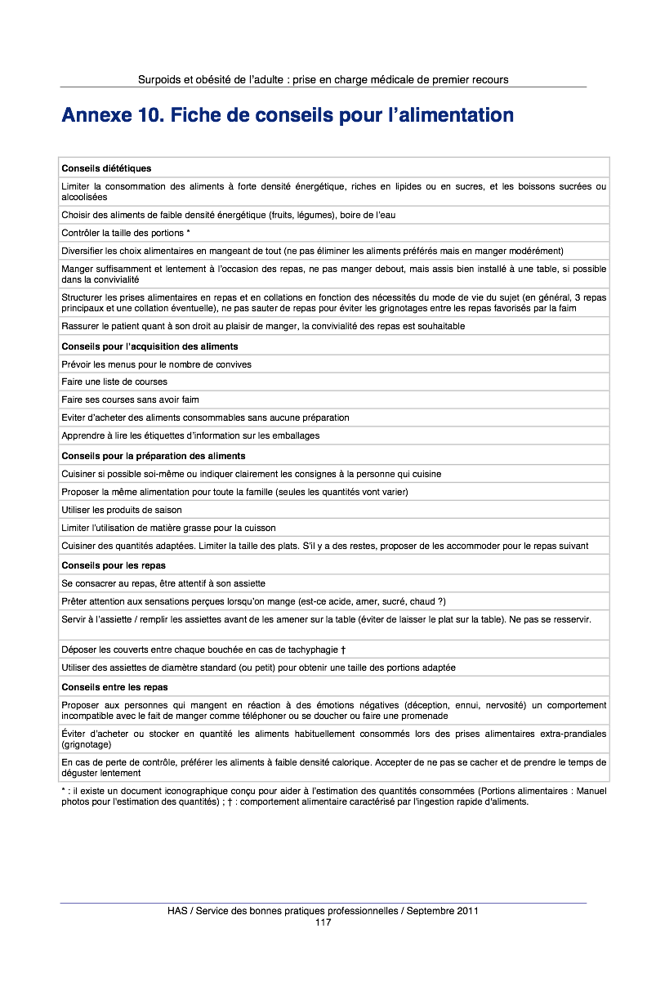 Surpoids et obésité de l'adulte : prise en charge médicale de premier recours
Annexe 10. Fiche de conseils pour l'alimentation
Conseils diététiques
Limiter la consommation des aliments à forte densité énergétique, riches en lipides ou en sucres, et les boissons sucrées ou
alcoolisées
Choisir des aliments de faible densité énergétique (fruits, légumes), boire de l'eau
Contrôler la taille des portions *
Diversifier les choix alimentaires en mangeant de tout (ne pas éliminer les aliments préférés mais en manger modérément)
Manger suffisamment et lentement à l'occasion des repas, ne pas manger debout, mais assis bien installé à une table, si possible
dans la convivialité
Structurer les prises alimentaires en repas et en collations en fonction des nécessités du mode de vie du sujet (en général, 3 repas
principaux et une collation éventuelle), ne pas sauter de repas pour éviter les grignotages entre les repas favorisés par la faim
Rassurer le patient quant à son droit au plaisir de manger, la convivialité des repas est souhaitable
Conseils pour l'acquisition des aliments
Prévoir les menus pour le nombre de convives
Faire une liste de courses
Faire ses courses sans avoir faim
Eviter d'acheter des aliments consommables sans aucune préparation
Apprendre à lire les étiquettes d'information sur les emballages
Conseils pour la préparation des aliments
Cuisiner si possible soi-même ou indiquer clairement les consignes à la personne qui cuisine
Proposer la même alimentation pour toute la famille (seules les quantités vont varier)
Utiliser les produits de saison
Limiter l'utilisation de matière grasse pour la cuisson
Cuisiner des quantités adaptées. Limiter la taille des plats. S'il y a des restes, proposer de les accommoder pour le repas suivant
Conseils pour les repas
Se consacrer au repas, être attentif à son assiette
Prêter attention aux sensations perçues lorsqu'on mange (est-ce acide, amer, sucré, chaud ?)
Servir à l'assiette / remplir les assiettes avant de les amener sur la table (éviter de laisser le plat sur la table). Ne pas se resservir.
Déposer les couverts entre chaque bouchée en cas de tachyphagie †
Utiliser des assiettes de diamètre standard (ou petit) pour obtenir une taille des portions adaptée
Conseils entre les repas
Proposer aux personnes qui mangent en réaction à des émotions négatives (déception, ennui, nervosité) un comportement
incompatible avec le fait de manger comme téléphoner ou se doucher ou faire une promenade
Éviter d'acheter ou stocker en quantité les aliments habituellement consommés lors des prises alimentaires extra-prandiales
(grignotage)
En cas de perte de contrôle, préférer les aliments à faible densité calorique. Accepter de ne pas se cacher et de prendre le temps de
déguster lentement
* : il existe un document iconographique conçu pour aider à l'estimation des quantités consommées (Portions alimentaires : Manuel
photos pour l'estimation des quantités) ; † : comportement alimentaire caractérisé par l'ingestion rapide d'aliments.
HAS / Service des bonnes pratiques professionnelles / Septembre 2011
117